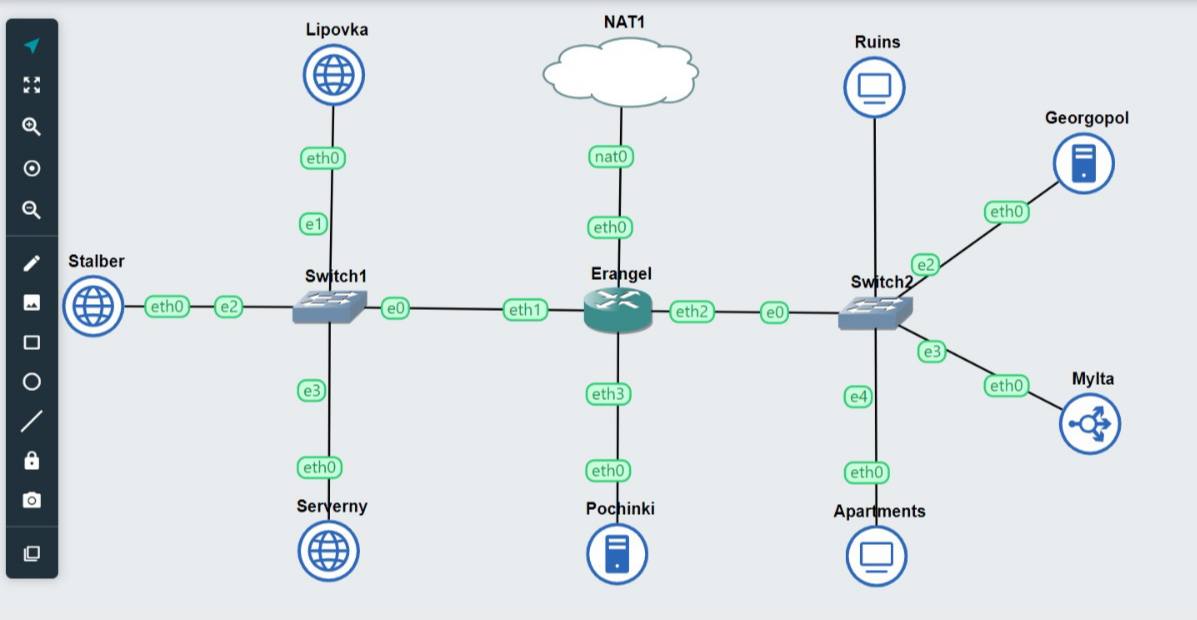 Lipovka
NAT1
Ruins
Georgopol
eth0
nat0
eth0
e1
eth0
e2
Stalber
Switch1
Erangel
Switch2
eth0
e2
e0
eth1
eth2
e0
e3
Mylta
e3
eth3
e4
eth0
eth0
eth0
eth0
Serverny
Pochinki
Apartments